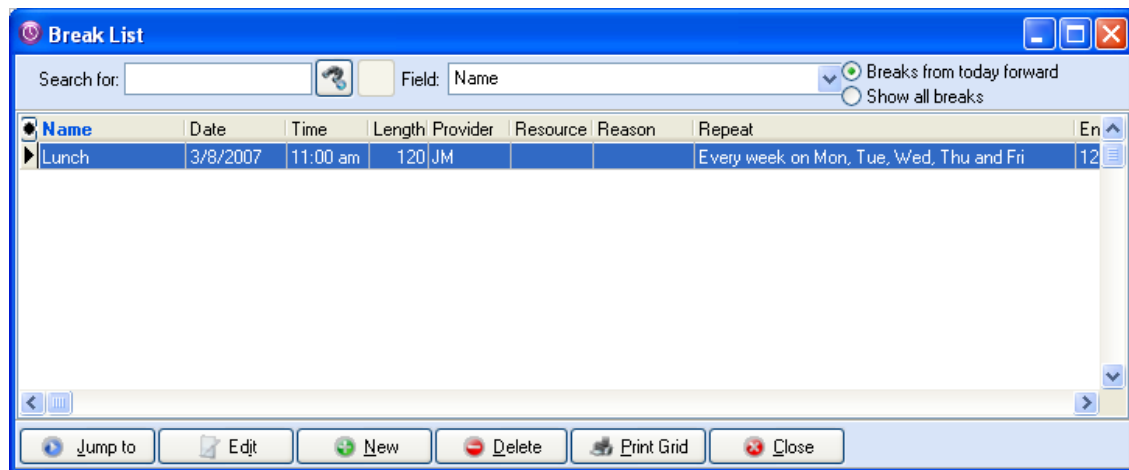 Break List
Search for: Field: Name Breaks from today forward
Show all breaks
Name Date Time Length Provider Resource Reason Repeat En
Lunch 3/8/2007 11:00 am 120 JM Every week on Mon, Tue, Wed, Thu and Fri 12
Jump to Edit New Delete Print Grid Close